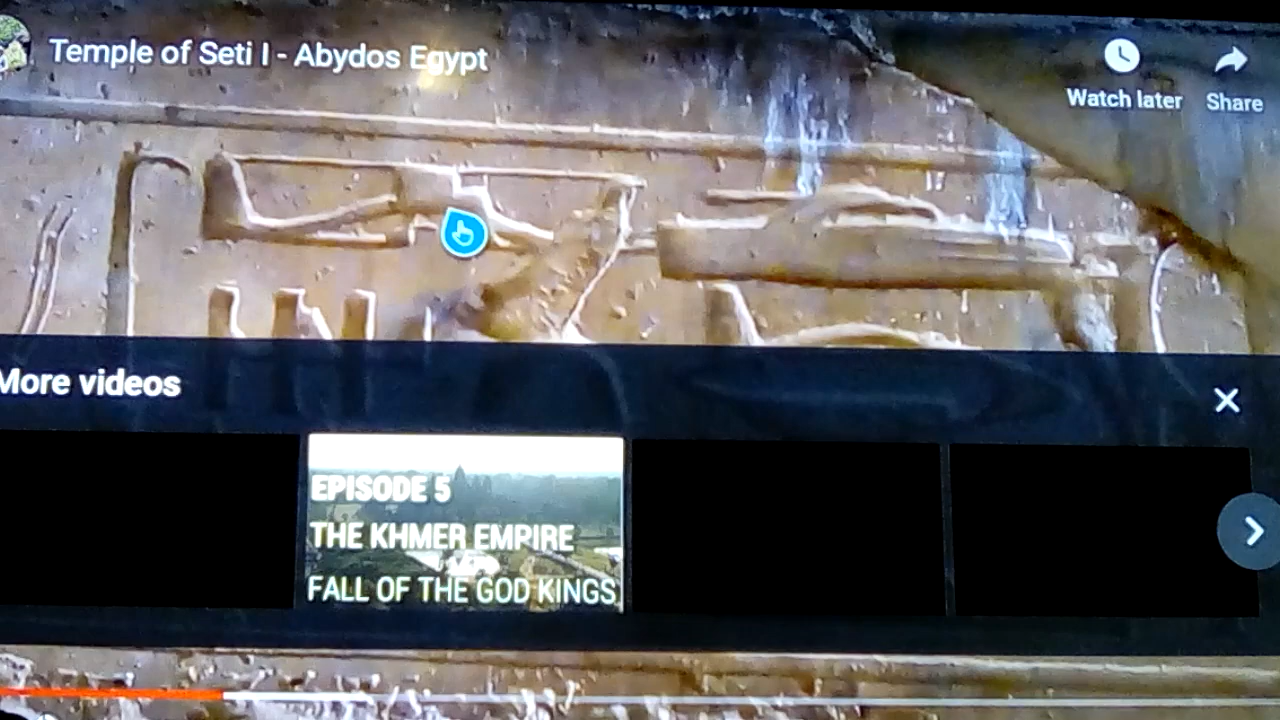 Temple of Seti I - Abydos Egypt
Watch later
Share
More videos
EPISODE 5
THE KHMER EMPIRE
FALL OF THE GOD KINGS